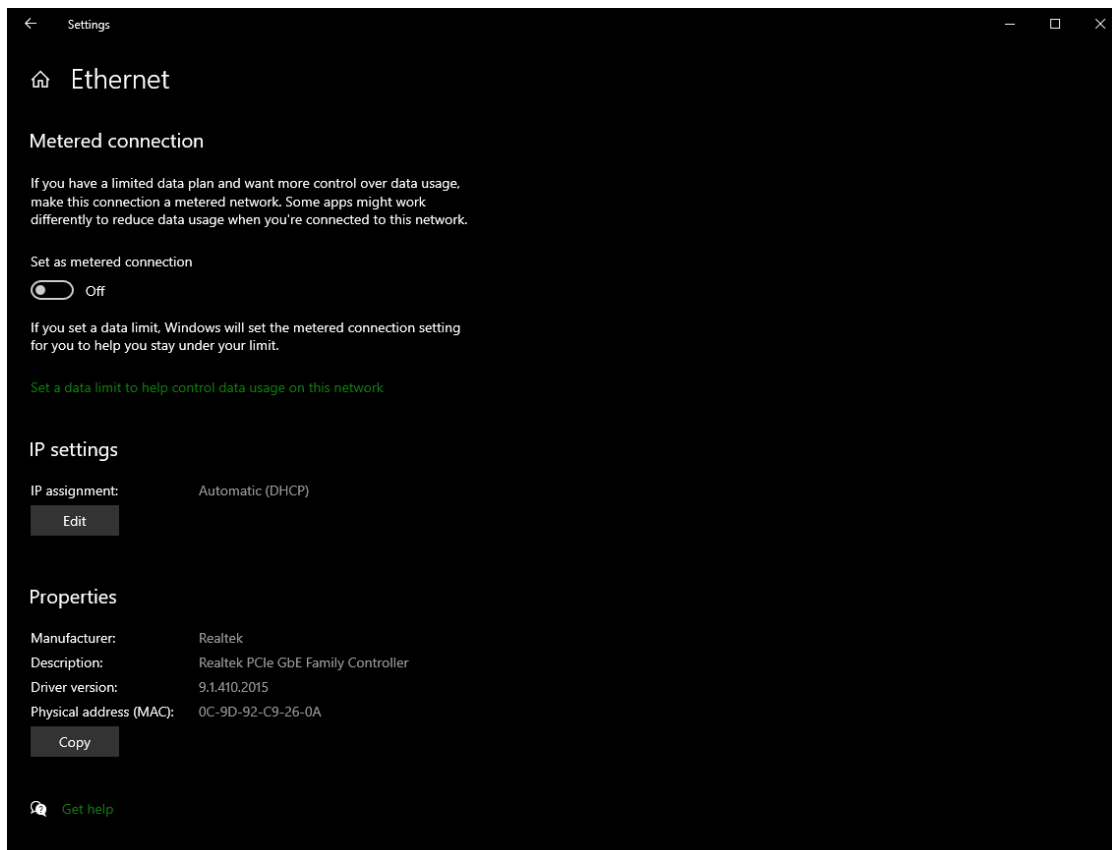 Settings
Ethernet
Metered connection
If you have a limited data plan and want more control over data usage,
make this connection a metered network. Some apps might work
differently to reduce data usage when you're connected to this network.
Set as metered connection
Off
If you set a data limit, Windows will set the metered connection setting
for you to help you stay under your limit.
Set a data limit to help control data usage on this network
IP settings
IP assignment: Automatic (DHCP)
Edit
Properties
Manufacturer: Realtek
Description: Realtek PCIe GbE Family Controller
Driver version: 9.1.410.2015
Physical address (MAC): 0C-9D-92-C9-26-0A
Copy
Get help